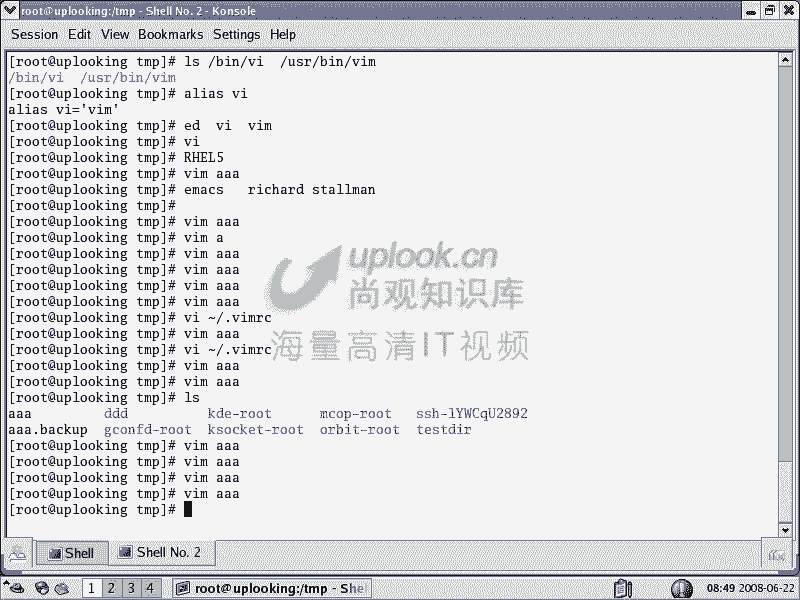 root@uplooking:/tmp - Shell No. 2 - Konsole
Session Edit View Bookmarks Settings Help
[root@uplooking tmp]# ls /bin/vi  /usr/bin/vim
/bin/vi  /usr/bin/vim
[root@uplooking tmp]# alias vi
alias vi='vim'
[root@uplooking tmp]# ed  vi  vim
[root@uplooking tmp]# vi
[root@uplooking tmp]# RHEL5
[root@uplooking tmp]# vim aaa
[root@uplooking tmp]# emacs   richard stallman
[root@uplooking tmp]#
[root@uplooking tmp]# vim aaa
[root@uplooking tmp]# vim a
[root@uplooking tmp]# vim aaa
[root@uplooking tmp]# vim aaa
[root@uplooking tmp]# vim aaa
[root@uplooking tmp]# vim aaa
[root@uplooking tmp]# vi ~/.vimrc
[root@uplooking tmp]# vim aaa
[root@uplooking tmp]# vi ~/.vimrc
[root@uplooking tmp]# vim aaa
[root@uplooking tmp]# vim aaa
[root@uplooking tmp]# ls
aaa         ddd          kde-root      mcop-root   ssh-lYWCqU2892
aaa.backup  gconfd-root  ksocket-root  orbit-root  testdir
[root@uplooking tmp]# vim aaa
[root@uplooking tmp]# vim aaa
[root@uplooking tmp]# vim aaa
[root@uplooking tmp]# vim aaa
[root@uplooking tmp]#
uplook.cn
尚观知识库
海量高清IT视频
Shell Shell No. 2
1 2 3 4 root@uplooking:/tmp - She 08:49 2008-06-22